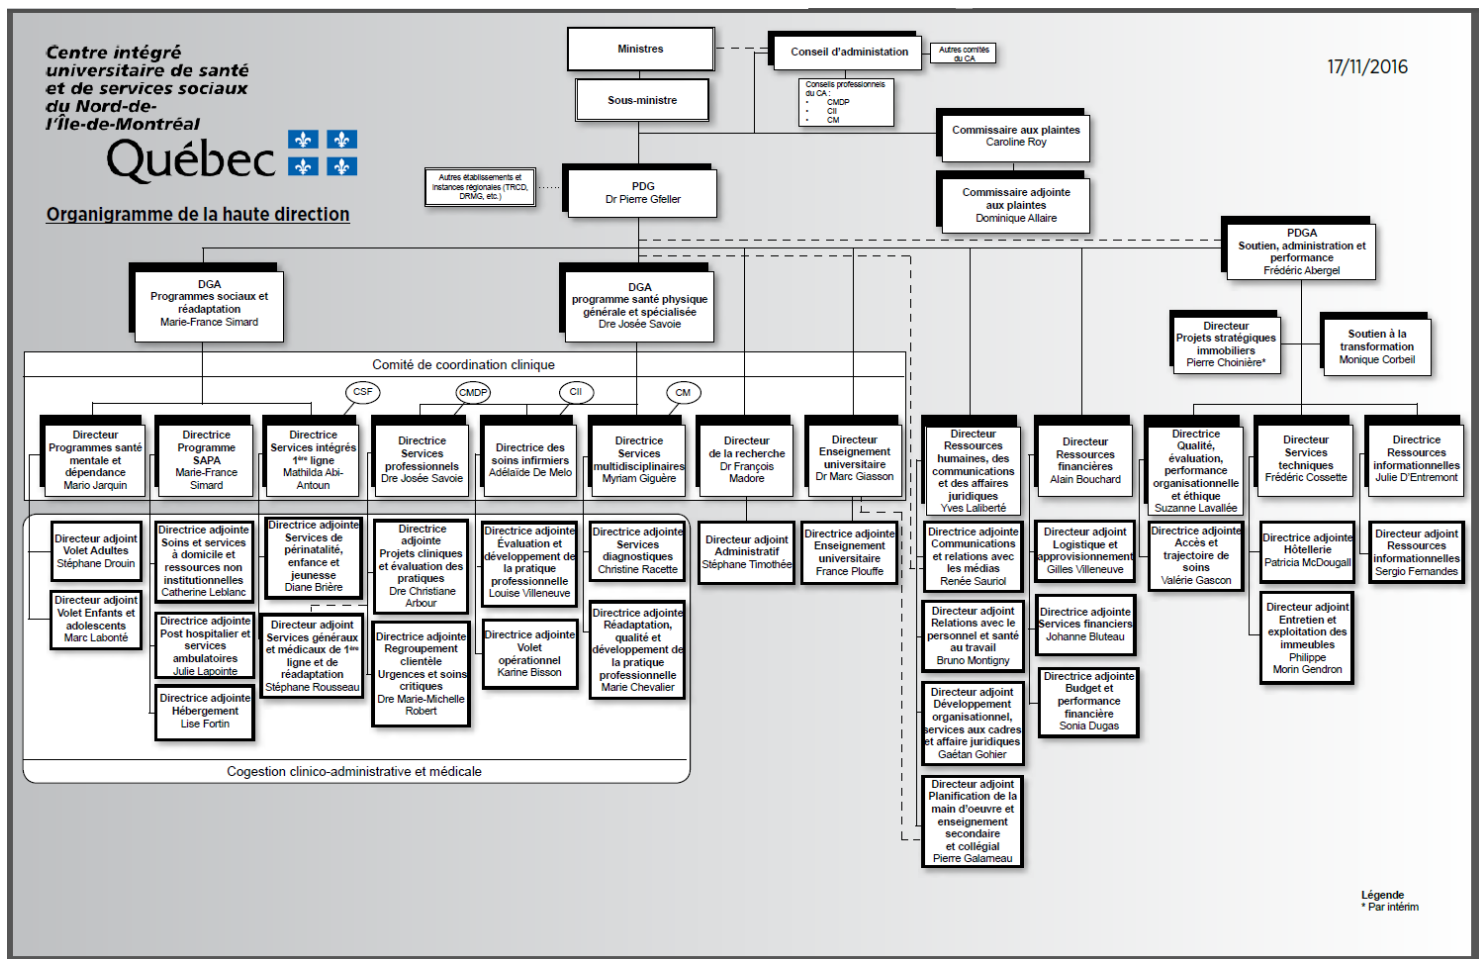 Centre intégré
universitaire de santé
et de services sociaux
du Nord-de-
l'Île-de-Montréal
Québec
Organigramme de la haute direction
17/11/2016
Ministres
Sous-ministre
Conseil d'administation
Autres comités
du CA
Conseils professionnels
du CA :
• CMDP
• CII
• CM
Commissaire aux plaintes
Caroline Roy
Commissaire adjointe
aux plaintes
Dominique Allaire
Autres établissements et
instances régionales (TRCD,
DRMG, etc.)
PDG
Dr Pierre Gfeller
PDGA
Soutien, administration et
performance
Frédéric Abergel
DGA
Programmes sociaux et
réadaptation
Marie-France Simard
DGA
programme santé physique
générale et spécialisée
Dre Josée Savoie
Directeur
Projets stratégiques
immobiliers
Pierre Choinière*
Soutien à la
transformation
Monique Corbeil
Comité de coordination clinique
CSF
CMDP
CII
CM
Directeur
Programmes santé
mentale et
dépendance
Mario Jarquin
Directrice
Programme
SAPA
Marie-France
Simard
Directrice
Services intégrés
1ère ligne
Mathilda Abi-
Antoun
Directrice
Services
professionnels
Dre Josée Savoie
Directrice des
soins infirmiers
Adélaïde De Melo
Directrice
Services
multidisciplinaires
Myriam Giguère
Directeur
de la recherche
Dr François
Madore
Directeur
Enseignement
universitaire
Dr Marc Giasson
Directeur
Ressources
humaines, des
communications
et des affaires
juridiques
Yves Laliberté
Directeur
Ressources
financières
Alain Bouchard
Directrice
Qualité,
évaluation,
performance
organisationnelle
et éthique
Suzanne Lavallée
Directeur
Services
techniques
Frédéric Cossette
Directrice
Ressources
informationnelles
Julie D'Entremont
Directeur adjoint
Volet Adultes
Stéphane Drouin
Directeur adjoint
Volet Enfants et
adolescents
Marc Labonté
Directrice adjointe
Soins et services
à domicile et
ressources non
institutionnelles
Catherine Leblanc
Directrice adjointe
Post hospitalier et
services
ambulatoires
Julie Lapointe
Directrice adjointe
Hébergement
Lise Fortin
Directrice adjointe
Services de
périnatalité,
enfance et
jeunesse
Diane Brière
Directeur adjoint
Services généraux
et médicaux de 1ère
ligne et de
réadaptation
Stéphane Rousseau
Directrice
adjointe
Projets cliniques
et évaluation des
pratiques
Dre Christiane
Arbour
Directrice adjointe
Regroupement
clientèle
Urgences et soins
critiques
Dre Marie-Michelle
Robert
Directrice adjointe
Évaluation et
développement de
la pratique
professionnelle
Louise Villeneuve
Directrice adjointe
Volet
opérationnel
Karine Bisson
Directrice adjointe
Services
diagnostiques
Christine Racette
Directrice adjointe
Réadaptation,
qualité et
développement de
la pratique
professionnelle
Marie Chevalier
Directeur adjoint
Administratif
Stéphane Timothée
Directrice adjointe
Enseignement
universitaire
France Plouffe
Directrice adjointe
Communications
et relations avec
les médias
Renée Sauriol
Directeur adjoint
Relations avec le
personnel et santé
au travail
Bruno Montigny
Directeur adjoint
Développement
organisationnel,
services aux cadres
et affaire juridiques
Gaétan Gohier
Directeur adjoint
Planification de la
main d'oeuvre et
enseignement
secondaire
et collégial
Pierre Galarneau
Directeur adjoint
Logistique et
approvisionnement
Gilles Villeneuve
Directrice adjointe
Services financiers
Johanne Bluteau
Directrice adjointe
Budget et
performance
financière
Sonia Dugas
Directrice adjointe
Accès et
trajectoire de
soins
Valérie Gascon
Directrice adjointe
Hôtellerie
Patricia McDougall
Directeur adjoint
Entretien et
exploitation des
immeubles
Philippe
Morin Gendron
Directeur adjoint
Ressources
informationnelles
Sergio Fernandes
Cogestion clinico-administrative et médicale
Légende
* Par intérim